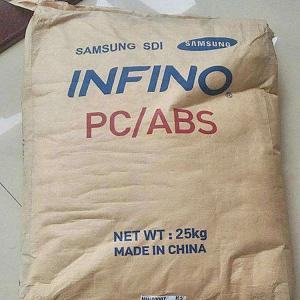 SAMSUNG SDI SAMSUNG
INFINO®
PC/ABS
NET WT: 25kg
MADE IN CHINA